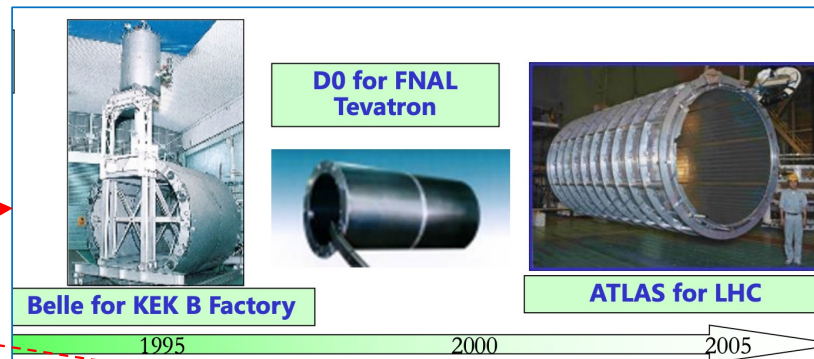 D0 for FNAL
Tevatron
Belle for KEK B Factory
ATLAS for LHC
1995
2000
2005